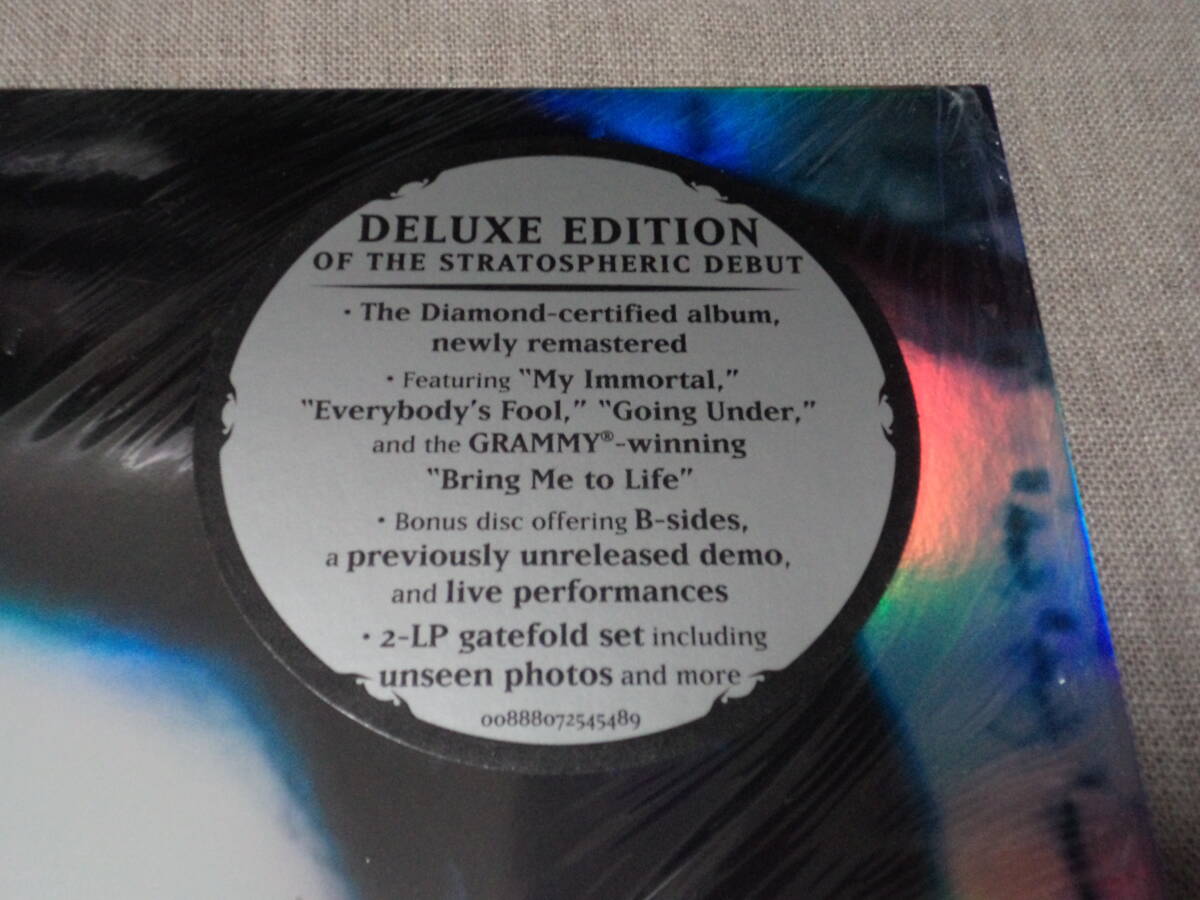 DELUXE EDITION
OF THE STRATOSPHERIC DEBUT
• The Diamond-certified album,
newly remastered
• Featuring "My Immortal,"
"Everybody's Fool," "Going Under,"
and the GRAMMY®-winning
"Bring Me to Life"
• Bonus disc offering B-sides,
a previously unreleased demo,
and live performances
• 2-LP gatefold set including
unseen photos and more
00888072545489